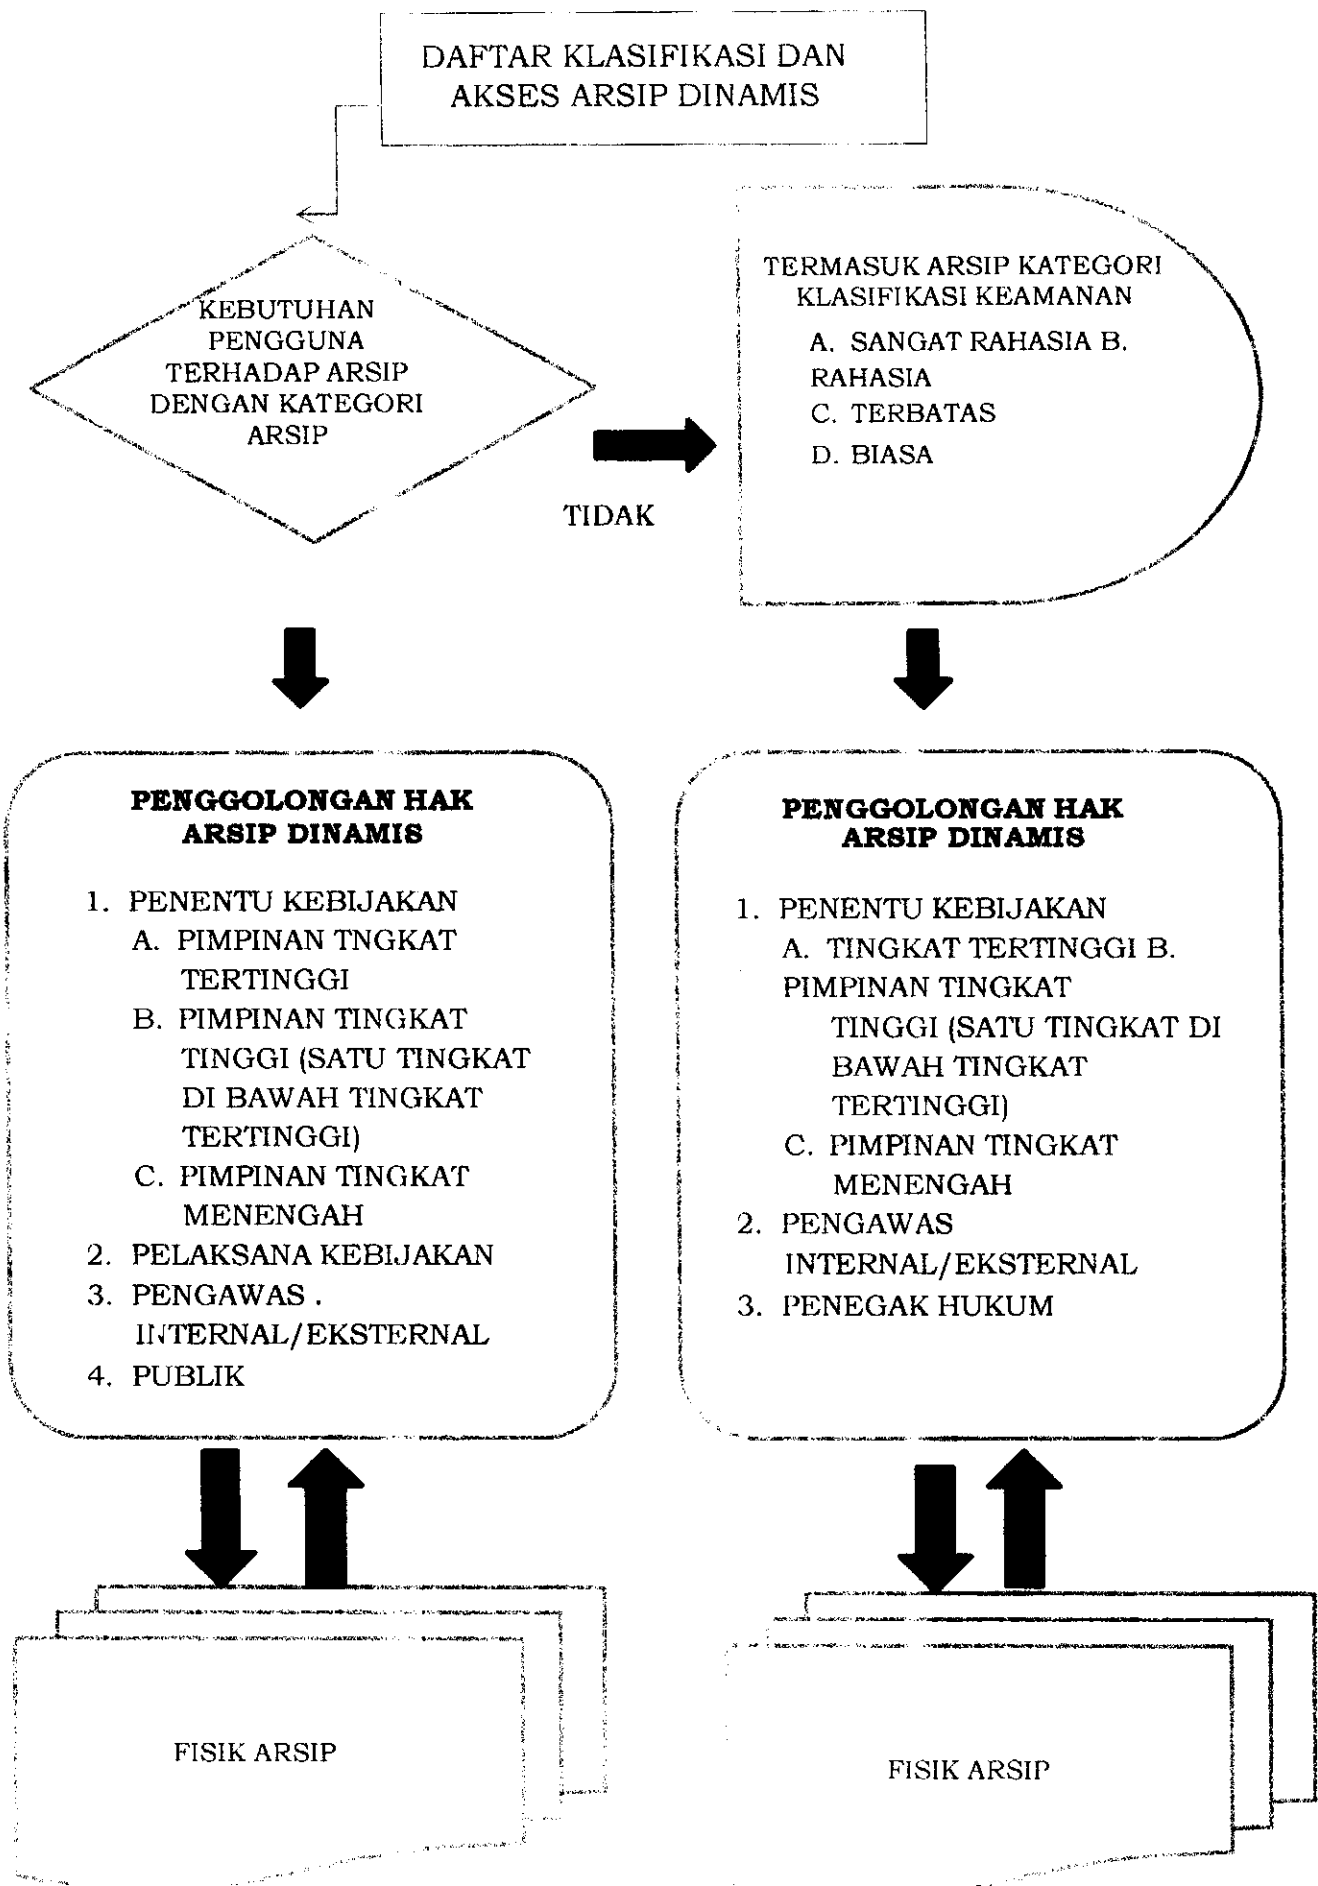 DAFTAR KLASIFIKASI DAN
AKSES ARSIP DINAMIS
KEBUTUHAN
PENGGUNA
TERHADAP ARSIP
DENGAN KATEGORI
ARSIP
TIDAK
TERMASUK ARSIP KATEGORI
KLASIFIKASI KEAMANAN
A. SANGAT RAHASIA B.
RAHASIA
C. TERBATAS
D. BIASA
PENGGOLONGAN HAK
ARSIP DINAMIS
1. PENENTU KEBIJAKAN
A. PIMPINAN TNGKAT
TERTINGGI
B. PIMPINAN TINGKAT
TINGGI (SATU TINGKAT
DI BAWAH TINGKAT
TERTINGGI)
C. PIMPINAN TINGKAT
MENENGAH
2. PELAKSANA KEBIJAKAN
3. PENGAWAS .
INTERNAL/EKSTERNAL
4. PUBLIK
PENGGOLONGAN HAK
ARSIP DINAMIS
1. PENENTU KEBIJAKAN
A. TINGKAT TERTINGGI B.
PIMPINAN TINGKAT
TINGGI (SATU TINGKAT DI
BAWAH TINGKAT
TERTINGGI)
C. PIMPINAN TINGKAT
MENENGAH
2. PENGAWAS
INTERNAL/EKSTERNAL
3. PENEGAK HUKUM
FISIK ARSIP
FISIK ARSIP